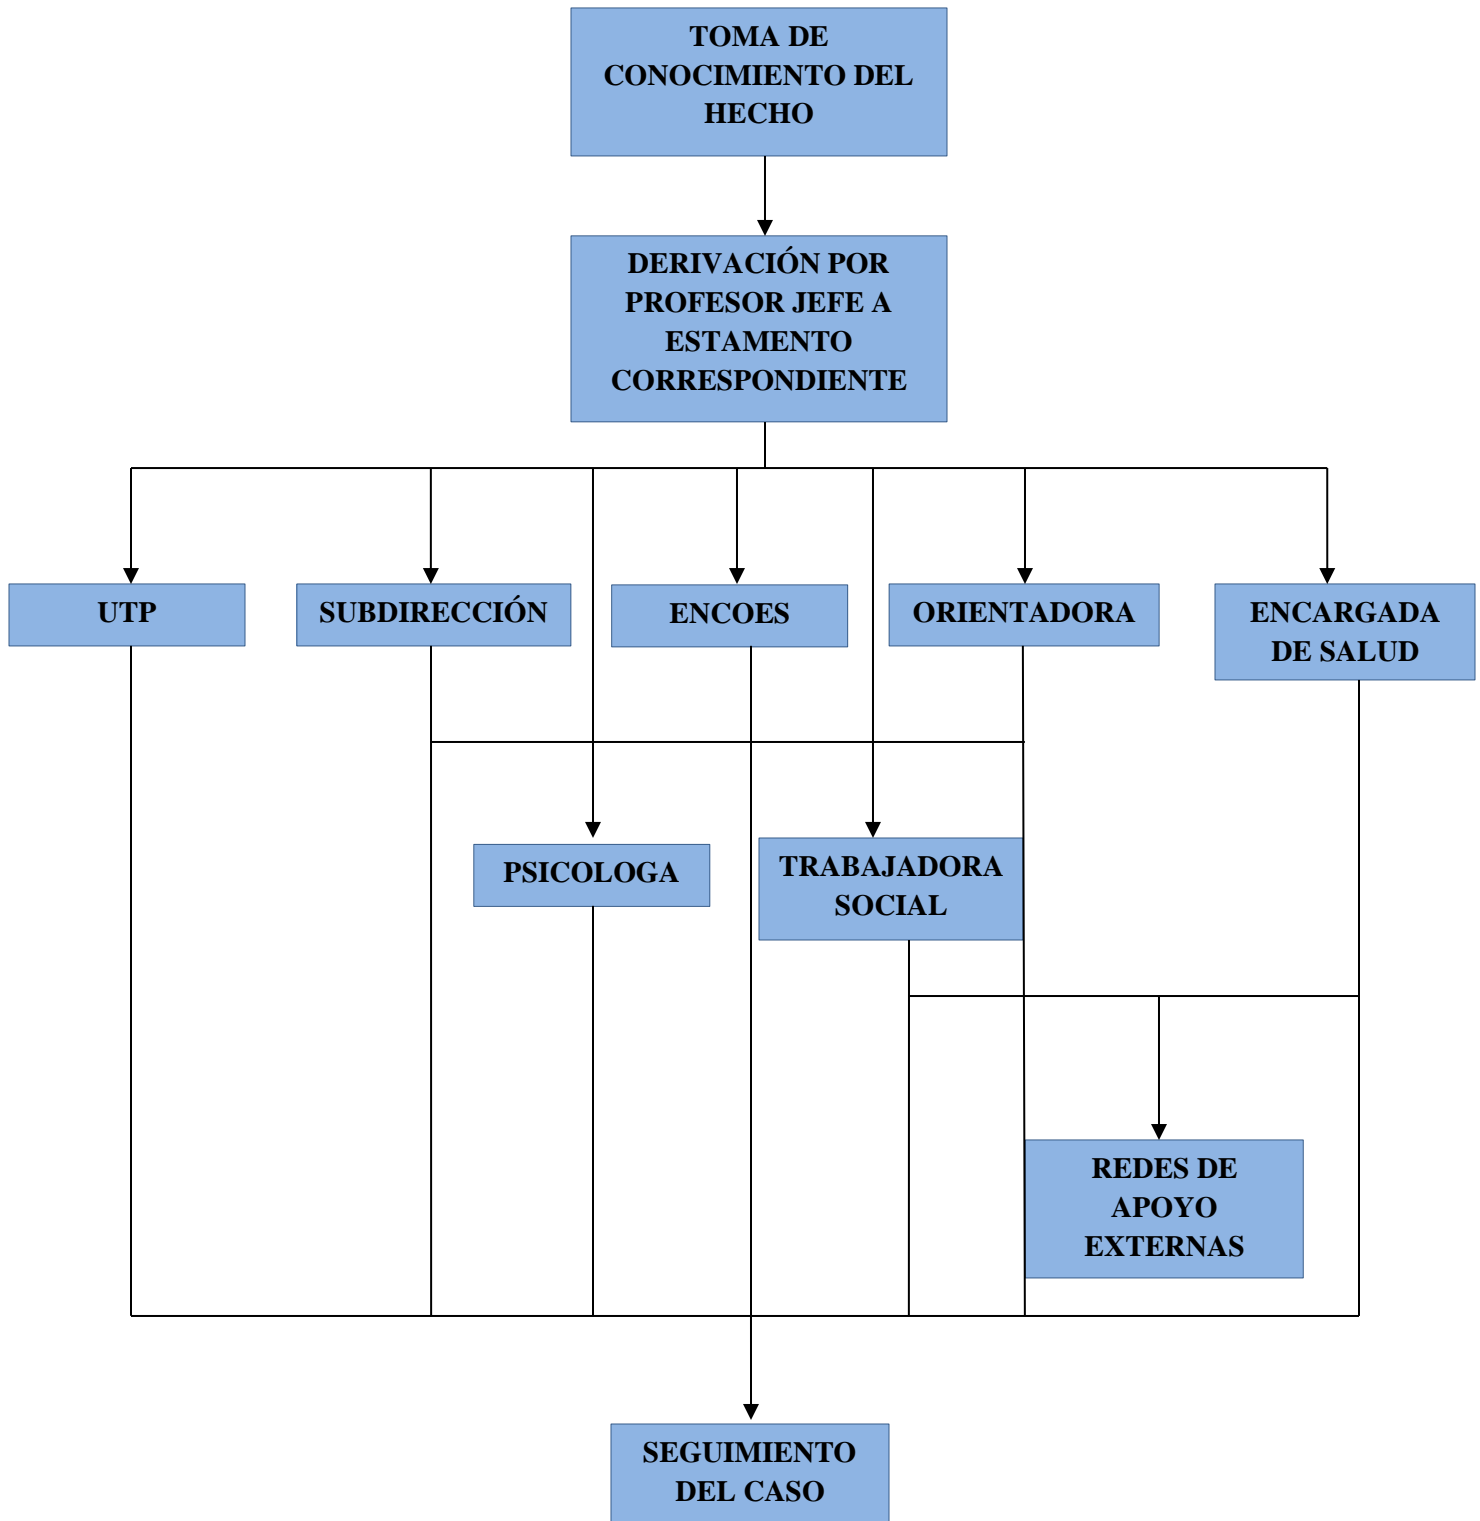 TOMA DE
CONOCIMIENTO DEL
HECHO
DERIVACIÓN POR
PROFESOR JEFE A
ESTAMENTO
CORRESPONDIENTE
UTP
SUBDIRECCIÓN
ENCOES
ORIENTADORA
ENCARGADA
DE SALUD
PSICOLOGA
TRABAJADORA
SOCIAL
REDES DE
APOYO
EXTERNAS
SEGUIMIENTO
DEL CASO